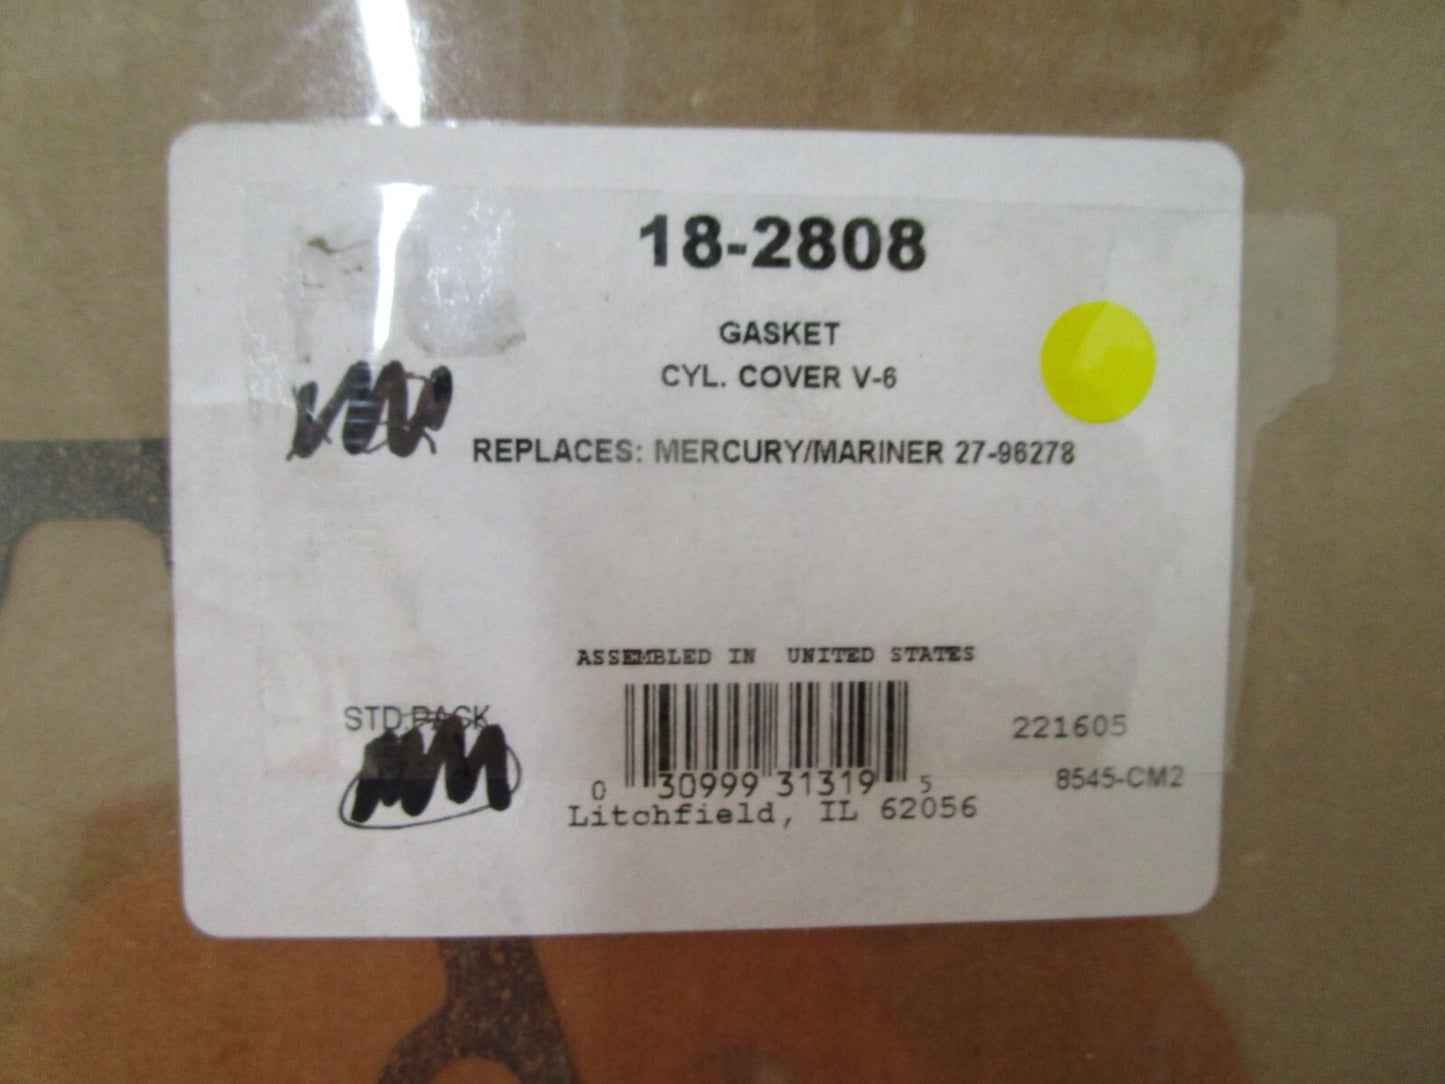 18-2808
GASKET
CYL. COVER V-6
REPLACES: MERCURY/MARINER 27-96278
ASSEMBLED IN UNITED STATES
STD PACK
221605
0 30999 31319 5
8545-CM2
Litchfield, IL 62056